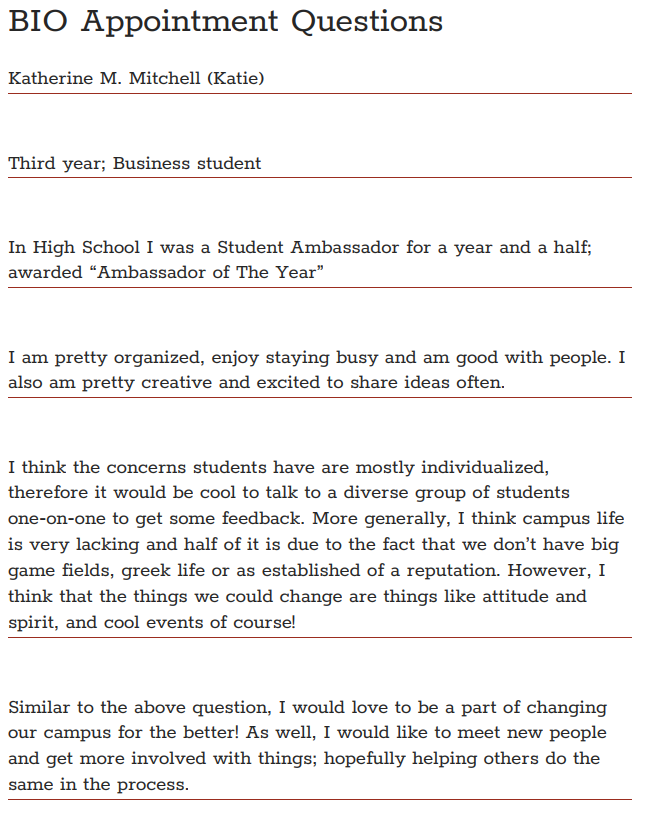 BIO Appointment Questions
Katherine M. Mitchell (Katie)
Third year; Business student
In High School I was a Student Ambassador for a year and a half;
awarded “Ambassador of The Year”
I am pretty organized, enjoy staying busy and am good with people. I
also am pretty creative and excited to share ideas often.
I think the concerns students have are mostly individualized,
therefore it would be cool to talk to a diverse group of students
one-on-one to get some feedback. More generally, I think campus life
is very lacking and half of it is due to the fact that we don’t have big
game fields, greek life or as established of a reputation. However, I
think that the things we could change are things like attitude and
spirit, and cool events of course!
Similar to the above question, I would love to be a part of changing
our campus for the better! As well, I would like to meet new people
and get more involved with things; hopefully helping others do the
same in the process.